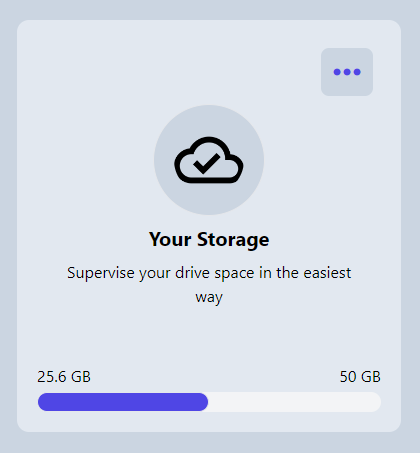 Your Storage
Supervise your drive space in the easiest
way
25.6 GB
50 GB